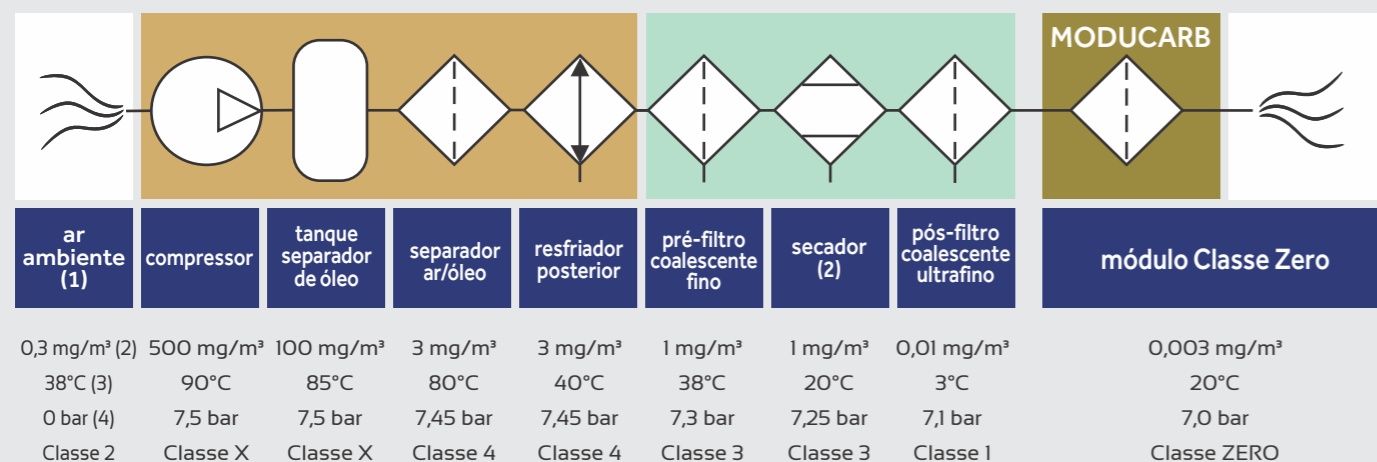 MODUCARB
ar
ambiente
(1)
compressor
tanque
separador
de óleo
separador
ar/óleo
resfriador
posterior
pré-filtro
coalescente
fino
secador
(2)
pós-filtro
coalescente
ultrafino
módulo Classe Zero
0,3 mg/m³ (2) 500 mg/m³ 100 mg/m³ 3 mg/m³ 3 mg/m³ 1 mg/m³ 1 mg/m³ 0,01 mg/m³ 0,003 mg/m³
38°C (3) 90°C 85°C 80°C 40°C 38°C 20°C 3°C 20°C
0 bar (4) 7,5 bar 7,5 bar 7,45 bar 7,45 bar 7,3 bar 7,25 bar 7,1 bar 7,0 bar
Classe 2 Classe X Classe X Classe 4 Classe 4 Classe 3 Classe 3 Classe 1 Classe ZERO